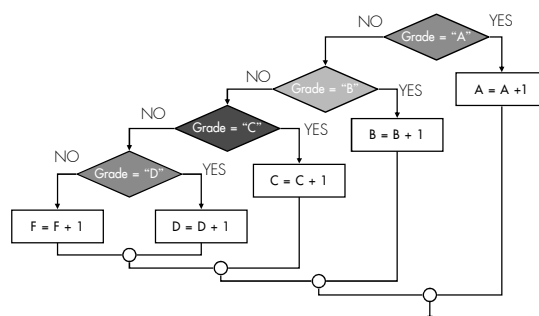 NO
YES
Grade = “A”
NO
YES
Grade = “B”
A = A +1
NO
YES
Grade = “C”
B = B + 1
NO
YES
Grade = “D”
C = C + 1
F = F + 1
D = D + 1